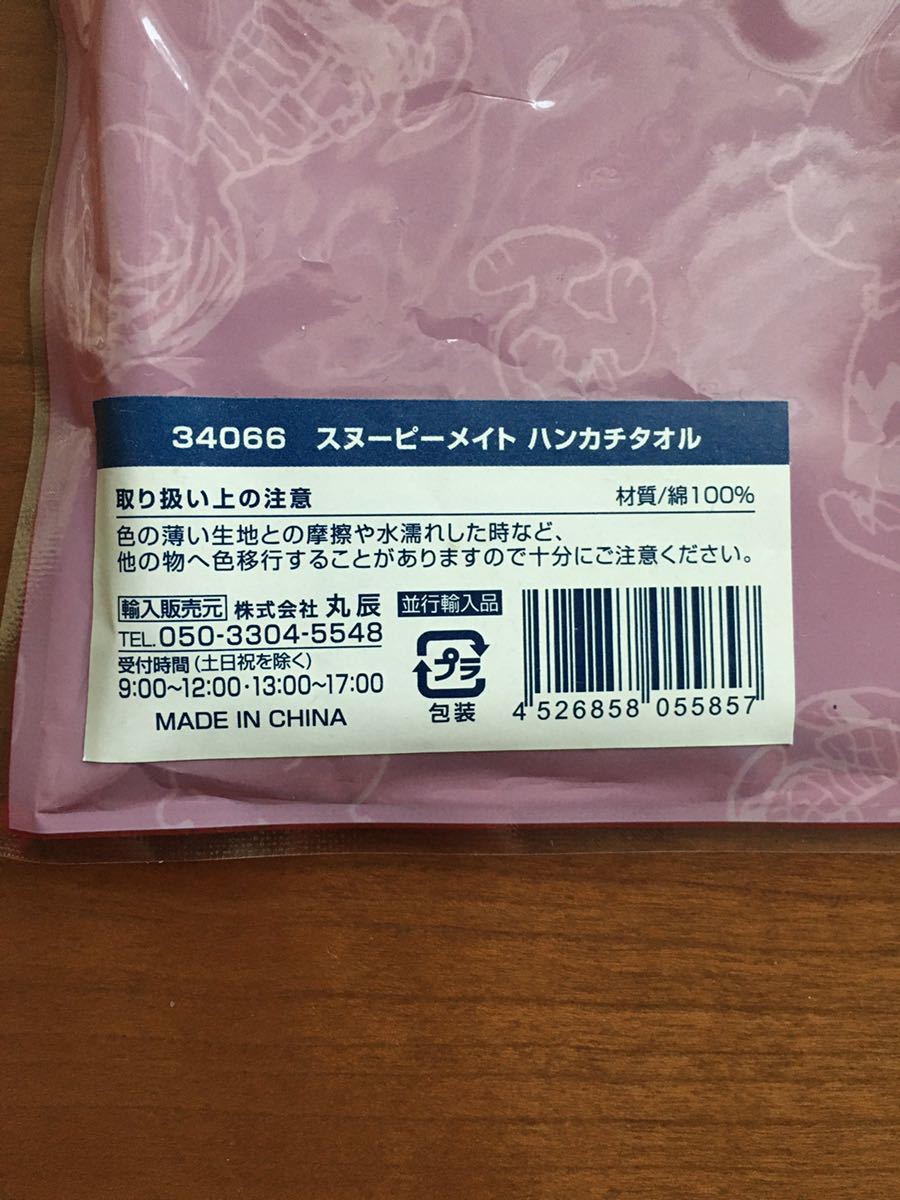 34066 スヌーピーメイト ハンカチタオル
取り扱い上の注意 材質/綿100%
色の薄い生地との摩擦や水濡れした時など、
他の物へ色移行することがありますので十分にご注意ください。
輸入販売元 株式会社 丸辰 並行輸入品
TEL.050-3304-5548
受付時間(土日祝を除く)
9:00~12:00・13:00~17:00
MADE IN CHINA
プラ
包装
4 526858 055857